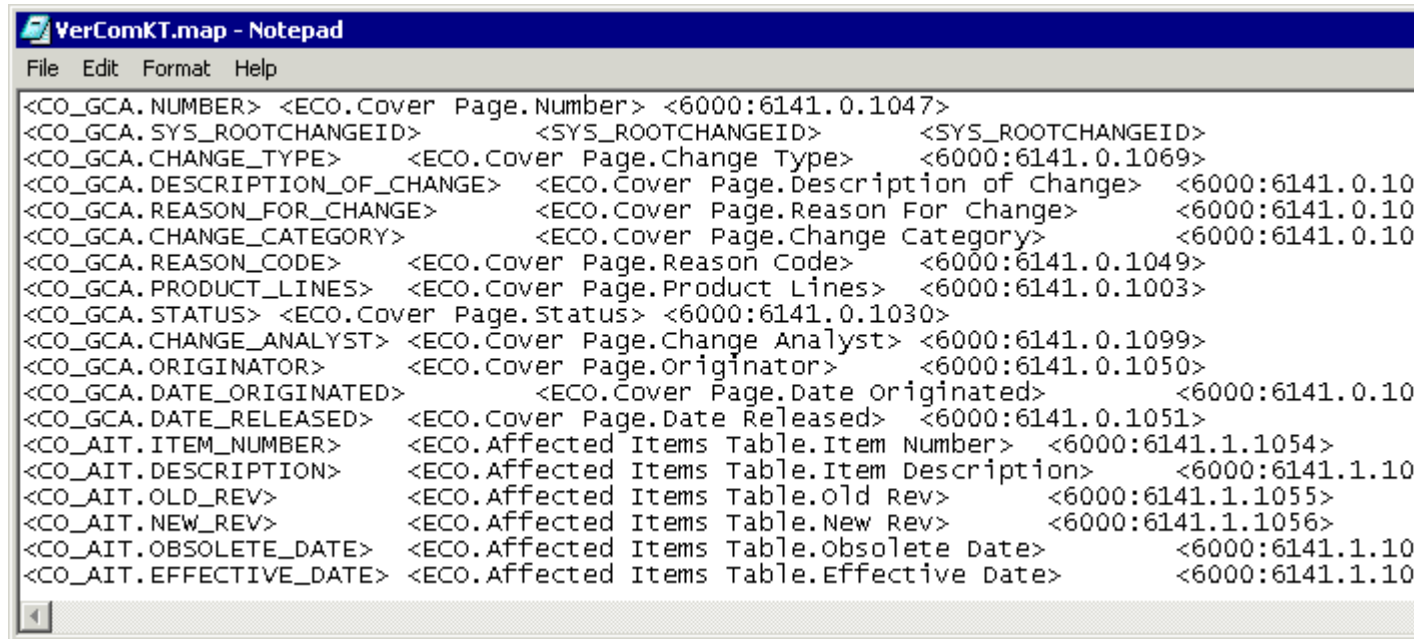 VerComKT.map - Notepad
File Edit Format Help
<CO_GCA.NUMBER> <ECO.Cover Page.Number> <6000:6141.0.1047>
<CO_GCA.SYS_ROOTCHANGEID> <SYS_ROOTCHANGEID> <SYS_ROOTCHANGEID>
<CO_GCA.CHANGE_TYPE> <ECO.Cover Page.Change Type> <6000:6141.0.1069>
<CO_GCA.DESCRIPTION_OF_CHANGE> <ECO.Cover Page.Description of Change> <6000:6141.0.10
<CO_GCA.REASON_FOR_CHANGE> <ECO.Cover Page.Reason For Change> <6000:6141.0.10
<CO_GCA.CHANGE_CATEGORY> <ECO.Cover Page.Change Category> <6000:6141.0.10
<CO_GCA.REASON_CODE> <ECO.Cover Page.Reason Code> <6000:6141.0.1049>
<CO_GCA.PRODUCT_LINES> <ECO.Cover Page.Product Lines> <6000:6141.0.1003>
<CO_GCA.STATUS> <ECO.Cover Page.Status> <6000:6141.0.1030>
<CO_GCA.CHANGE_ANALYST> <ECO.Cover Page.Change Analyst> <6000:6141.0.1099>
<CO_GCA.ORIGINATOR> <ECO.Cover Page.Originator> <6000:6141.0.1050>
<CO_GCA.DATE_ORIGINATED> <ECO.Cover Page.Date Originated> <6000:6141.0.10
<CO_GCA.DATE_RELEASED> <ECO.Cover Page.Date Released> <6000:6141.0.1051>
<CO_AIT.ITEM_NUMBER> <ECO.Affected Items Table.Item Number> <6000:6141.1.1054>
<CO_AIT.DESCRIPTION> <ECO.Affected Items Table.Item Description> <6000:6141.1.10
<CO_AIT.OLD_REV> <ECO.Affected Items Table.Old Rev> <6000:6141.1.1055>
<CO_AIT.NEW_REV> <ECO.Affected Items Table.New Rev> <6000:6141.1.1056>
<CO_AIT.OBSOLETE_DATE> <ECO.Affected Items Table.Obsolete Date> <6000:6141.1.10
<CO_AIT.EFFECTIVE_DATE> <ECO.Affected Items Table.Effective Date> <6000:6141.1.10